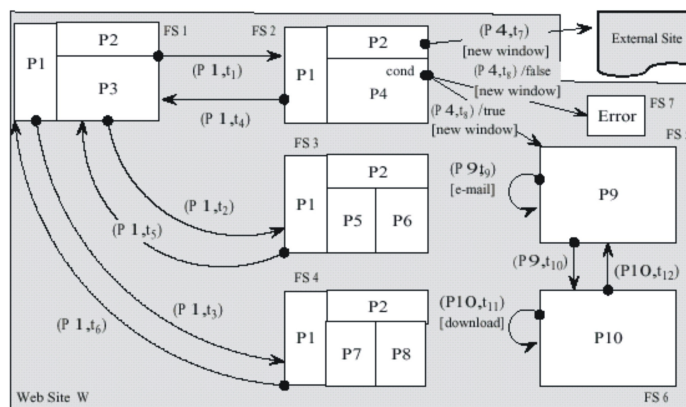 FS 1
P1
P2
P3
(P 1,t1)
(P 1,t4)
FS 2
P1
P2
cond
P4
(P 4,t7)
[new window]
External Site
(P 4,t8) /false
[new window]
(P 4,t8) /true
[new window]
FS 7
Error
FS 3
P1
P2
P5
P6
(P 1,t2)
(P 1,t5)
(P 9t9)
[e-mail]
P9
(P9,t10)
(P10,t12)
FS 4
P1
P2
P7
P8
(P 1,t3)
(P 1,t6)
(P10,t11)
[download]
P10
Web Site W
FS 6